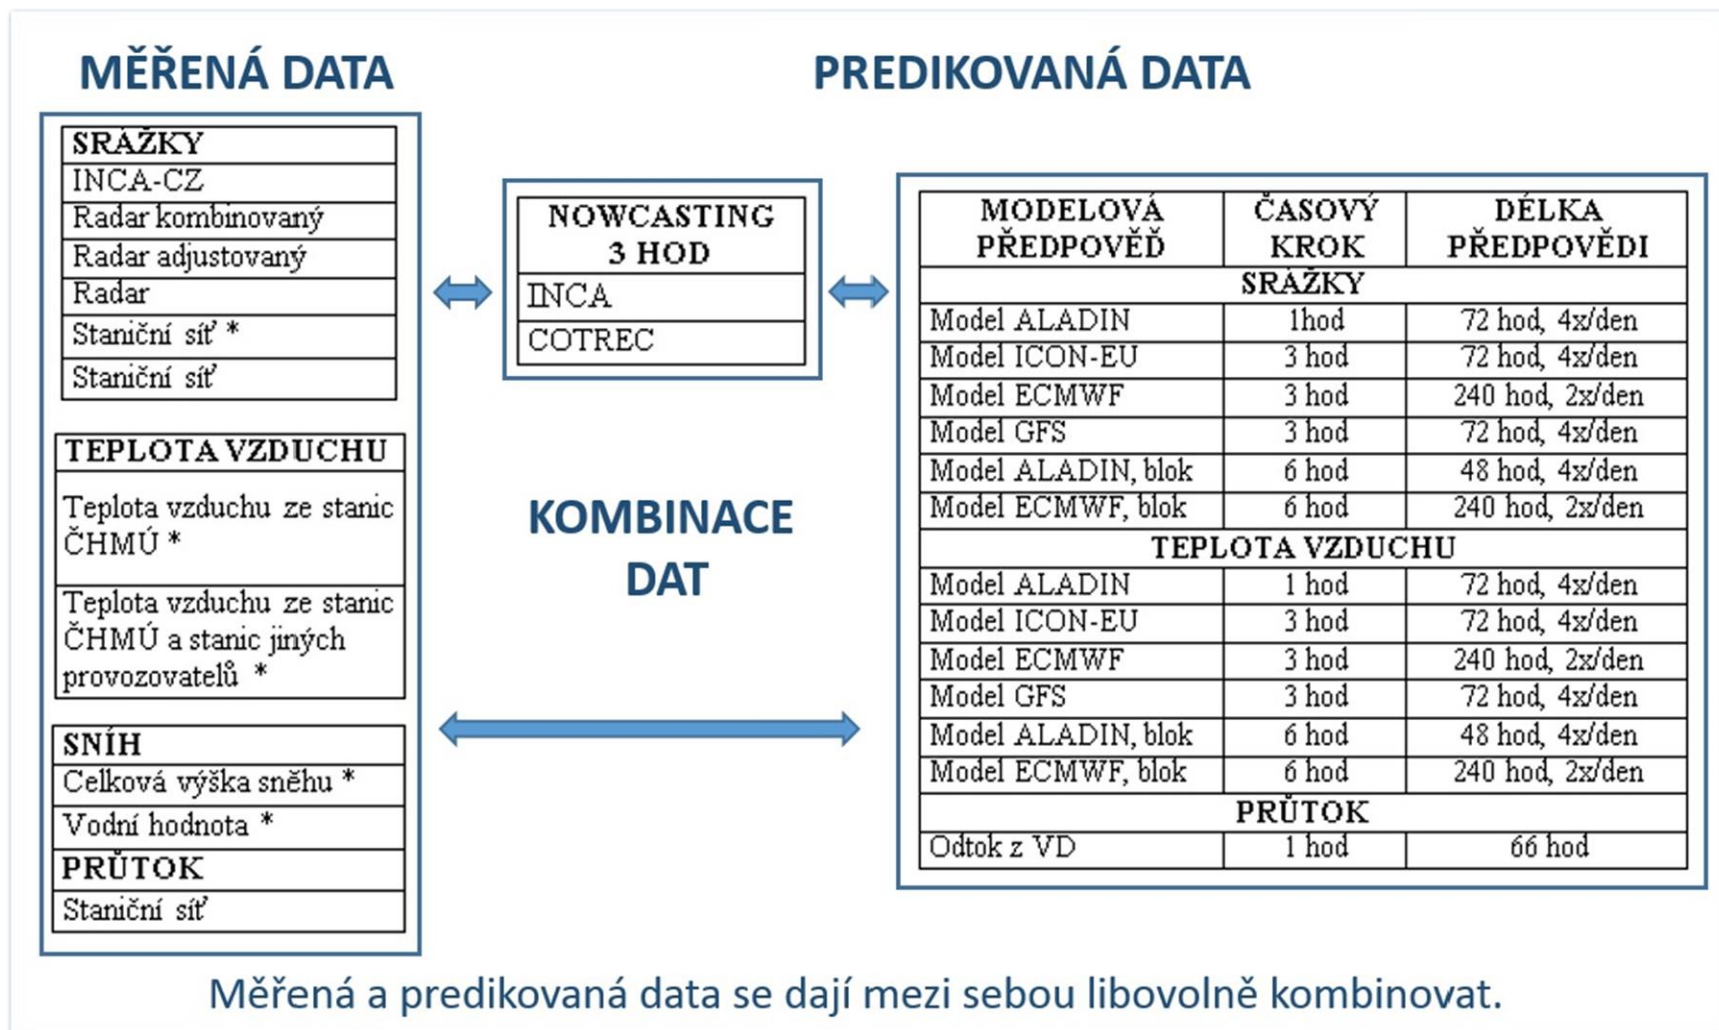 MĚŘENÁ DATA
SRÁŽKY
INCA-CZ
Radar kombinovaný
Radar adjustovaný
Radar
Staniční síť *
Staniční síť
TEPLOTA VZDUCHU
Teplota vzduchu ze stanic
ČHMÚ *
Teplota vzduchu ze stanic
ČHMÚ a stanic jiných
provozovatelů *
SNÍH
Celková výška sněhu *
Vodní hodnota *
PRŮTOK
Staniční síť
PREDIKOVANÁ DATA
NOWCASTING
3 HOD
INCA
COTREC
KOMBINACE
DAT
MODELOVÁ PŘEDPOVĚĎ ČASOVÝ KROK DÉLKA PŘEDPOVĚDI
SRÁŽKY
Model ALADIN 1hod 72 hod, 4x/den
Model ICON-EU 3 hod 72 hod, 4x/den
Model ECMWF 3 hod 240 hod, 2x/den
Model GFS 3 hod 72 hod, 4x/den
Model ALADIN, blok 6 hod 48 hod, 4x/den
Model ECMWF, blok 6 hod 240 hod, 2x/den
TEPLOTA VZDUCHU
Model ALADIN 1 hod 72 hod, 4x/den
Model ICON-EU 3 hod 72 hod, 4x/den
Model ECMWF 3 hod 240 hod, 2x/den
Model GFS 3 hod 72 hod, 4x/den
Model ALADIN, blok 6 hod 48 hod, 4x/den
Model ECMWF, blok 6 hod 240 hod, 2x/den
PRŮTOK
Odtok z VD 1 hod 66 hod
Měřená a predikovaná data se dají mezi sebou libovolně kombinovat.